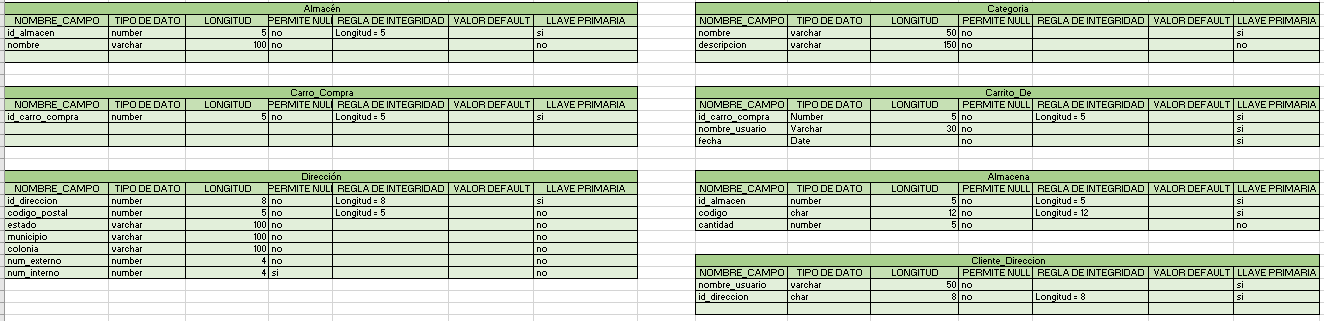 Almacén
NOMBRE_CAMPO TIPO DE DATO LONGITUD PERMITE NULL REGLA DE INTEGRIDAD VALOR DEFAULT LLAVE PRIMARIA
id_almacen number 5 no Longitud = 5 si
nombre varchar 100 no no
Categoria
NOMBRE_CAMPO TIPO DE DATO LONGITUD PERMITE NULL REGLA DE INTEGRIDAD VALOR DEFAULT LLAVE PRIMARIA
nombre varchar 50 no si
descripcion varchar 150 no no
Carro_Compra
NOMBRE_CAMPO TIPO DE DATO LONGITUD PERMITE NULL REGLA DE INTEGRIDAD VALOR DEFAULT LLAVE PRIMARIA
id_carro_compra number 5 no Longitud = 5 si
Carrito_De
NOMBRE_CAMPO TIPO DE DATO LONGITUD PERMITE NULL REGLA DE INTEGRIDAD VALOR DEFAULT LLAVE PRIMARIA
id_carro_compra Number 5 no Longitud = 5 si
nombre_usuario Varchar 30 no si
fecha Date no si
Dirección
NOMBRE_CAMPO TIPO DE DATO LONGITUD PERMITE NULL REGLA DE INTEGRIDAD VALOR DEFAULT LLAVE PRIMARIA
id_direccion number 8 no Longitud = 8 si
codigo_postal number 5 no Longitud = 5 no
estado varchar 100 no no
municipio varchar 100 no no
colonia varchar 100 no no
num_externo number 4 no no
num_interno number 4 si no
Almacena
NOMBRE_CAMPO TIPO DE DATO LONGITUD PERMITE NULL REGLA DE INTEGRIDAD VALOR DEFAULT LLAVE PRIMARIA
id_almacen number 5 no Longitud = 5 si
codigo char 12 no Longitud = 12 si
cantidad number 5 no no
Cliente_Direccion
NOMBRE_CAMPO TIPO DE DATO LONGITUD PERMITE NULL REGLA DE INTEGRIDAD VALOR DEFAULT LLAVE PRIMARIA
nombre_usuario varchar 50 no si
id_direccion char 8 no Longitud = 8 si